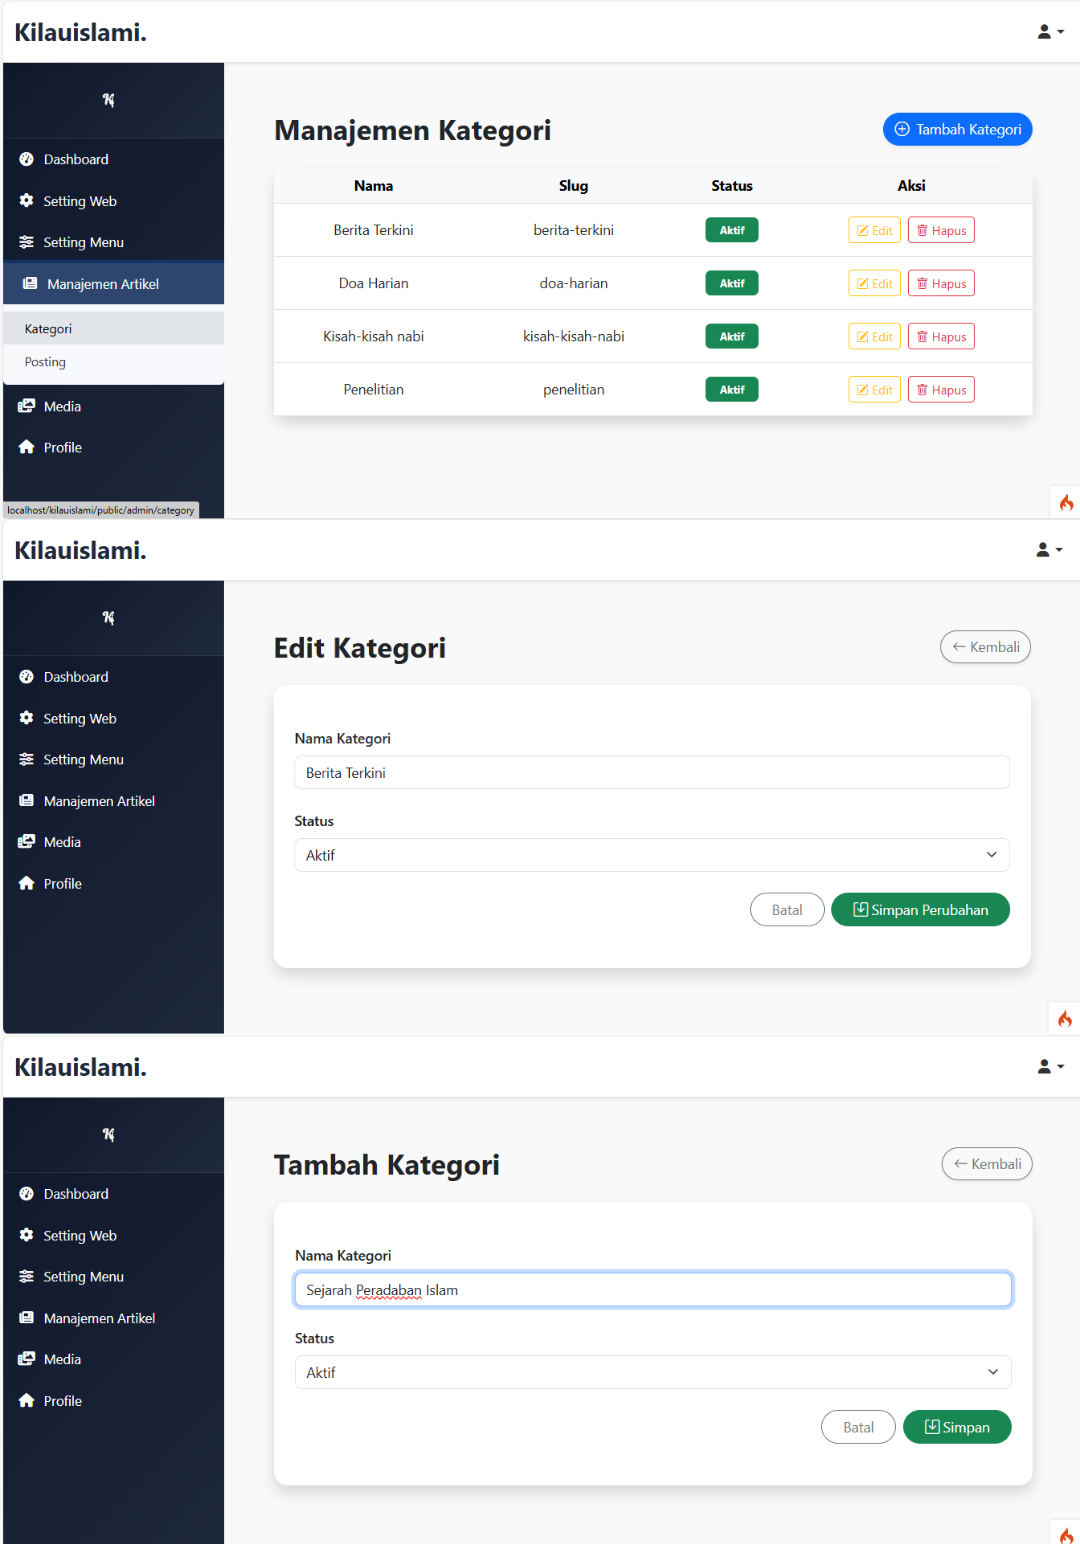 Kilauislami.
Dashboard
Setting Web
Setting Menu
Manajemen Artikel
Kategori
Posting
Media
Profile
localhost/kilauislami/public/admin/category
Manajemen Kategori
Tambah Kategori
Nama Slug Status Aksi
Berita Terkini berita-terkini Aktif Edit Hapus
Doa Harian doa-harian Aktif Edit Hapus
Kisah-kisah nabi kisah-kisah-nabi Aktif Edit Hapus
Penelitian penelitian Aktif Edit Hapus
Kilauislami.
Dashboard
Setting Web
Setting Menu
Manajemen Artikel
Media
Profile
Edit Kategori
Kembali
Nama Kategori
Berita Terkini
Status
Aktif
Batal Simpan Perubahan
Kilauislami.
Dashboard
Setting Web
Setting Menu
Manajemen Artikel
Media
Profile
Tambah Kategori
Kembali
Nama Kategori
Sejarah Peradaban Islam
Status
Aktif
Batal Simpan